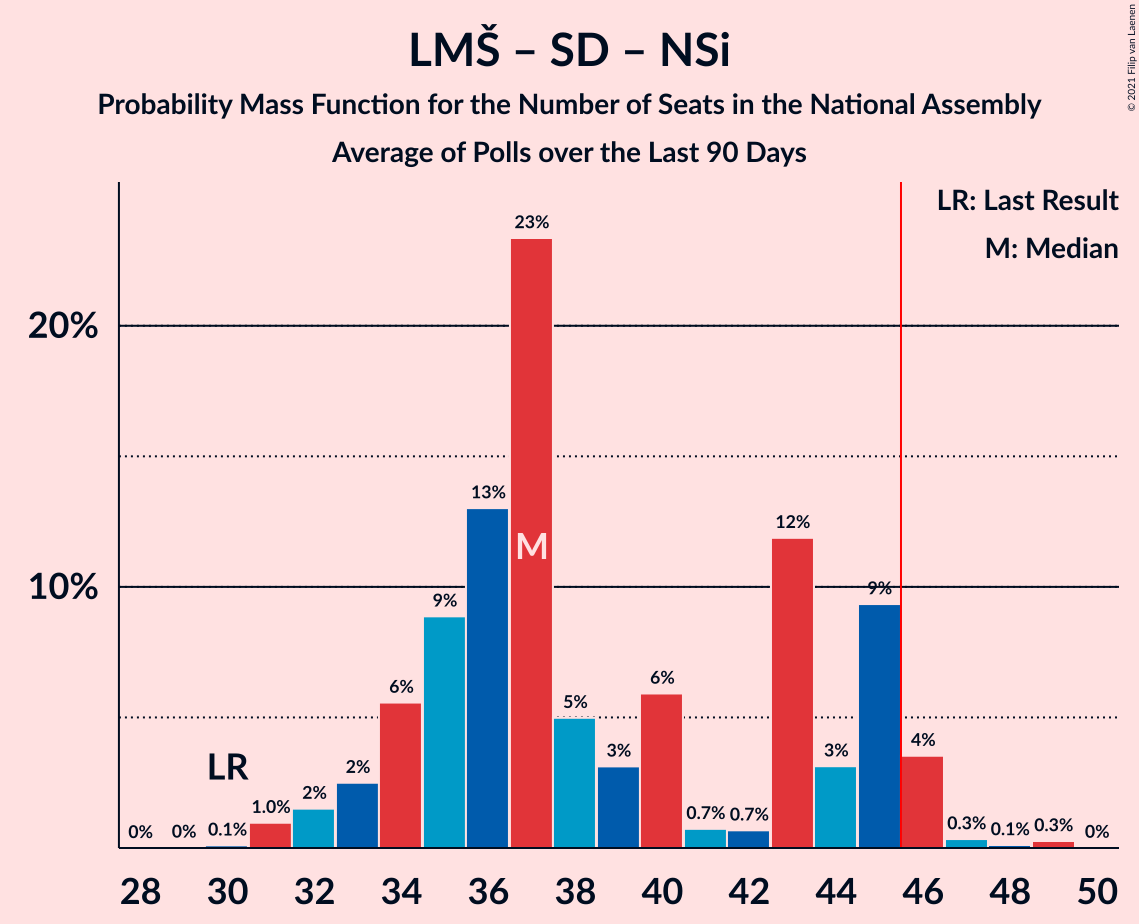 LMŠ – SD – NSi
Probability Mass Function for the Number of Seats in the National Assembly
Average of Polls over the Last 90 Days
© 2021 Filip van Laenen
LR: Last Result
M: Median
20%
10%
0%
0%
0.1%
1.0%
2%
2%
6%
9%
13%
23%
5%
3%
6%
0.7%
0.7%
12%
3%
9%
4%
0.3%
0.1%
0.3%
0%
LR
M
28 30 32 34 36 38 40 42 44 46 48 50